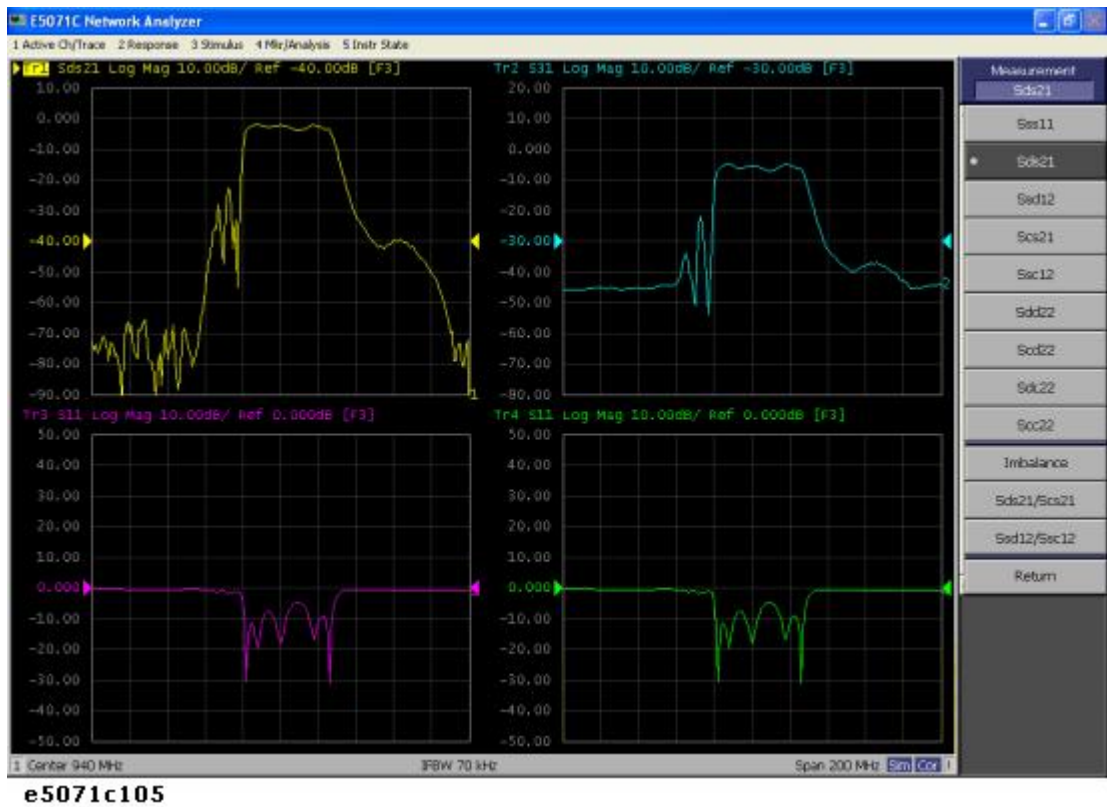 E5071C Network Analyzer
1 Active Ch/Trace 2 Response 3 Stimulus 4 Mkr/Analysis 5 Instr State
Tr1 Sds21 Log Mag 10.00dB/ Ref -40.00dB [F3]
10.00
0.000
-10.00
-20.00
-30.00
-40.00
-50.00
-60.00
-70.00
-80.00
-90.00
1
Tr2 S31 Log Mag 10.00dB/ Ref -30.00dB [F3]
20.00
10.00
0.000
-10.00
-20.00
-30.00
-40.00
-50.00
-60.00
-70.00
-80.00
2
Tr3 S11 Log Mag 10.00dB/ Ref 0.000dB [F3]
50.00
40.00
30.00
20.00
10.00
0.000
-10.00
-20.00
-30.00
-40.00
-50.00
Tr4 S11 Log Mag 10.00dB/ Ref 0.000dB [F3]
50.00
40.00
30.00
20.00
10.00
0.000
-10.00
-20.00
-30.00
-40.00
-50.00
1 Center 940 MHz IFBW 70 kHz Span 200 MHz Sim Cor !
Measurement
Sds21
Sss11
Sds21
Ssd12
Scs21
Ssc12
Sdd22
Scd22
Sdc22
Scc22
Imbalance
Sds21/Scs21
Ssd12/Ssc12
Return
e5071c105